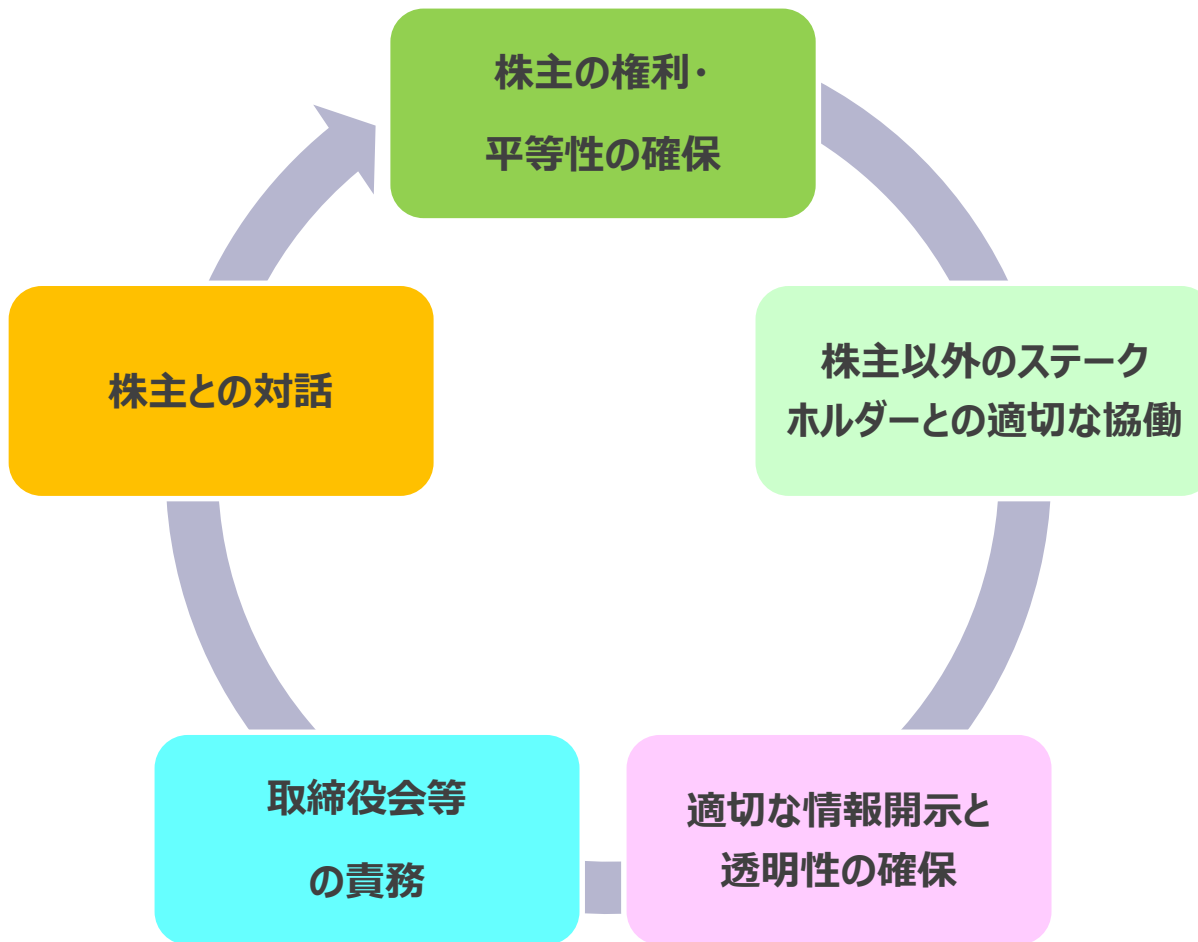 株主の権利・
平等性の確保
株主以外のステーク
ホルダーとの適切な協働
適切な情報開示と
透明性の確保
取締役会等
の責務
株主との対話